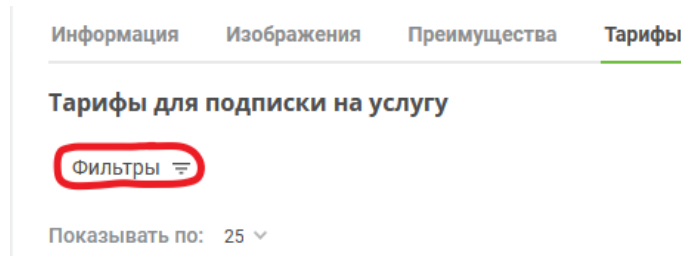 Информация Изображения Преимущества Тарифы
Тарифы для подписки на услугу
Фильтры
Показывать по: 25